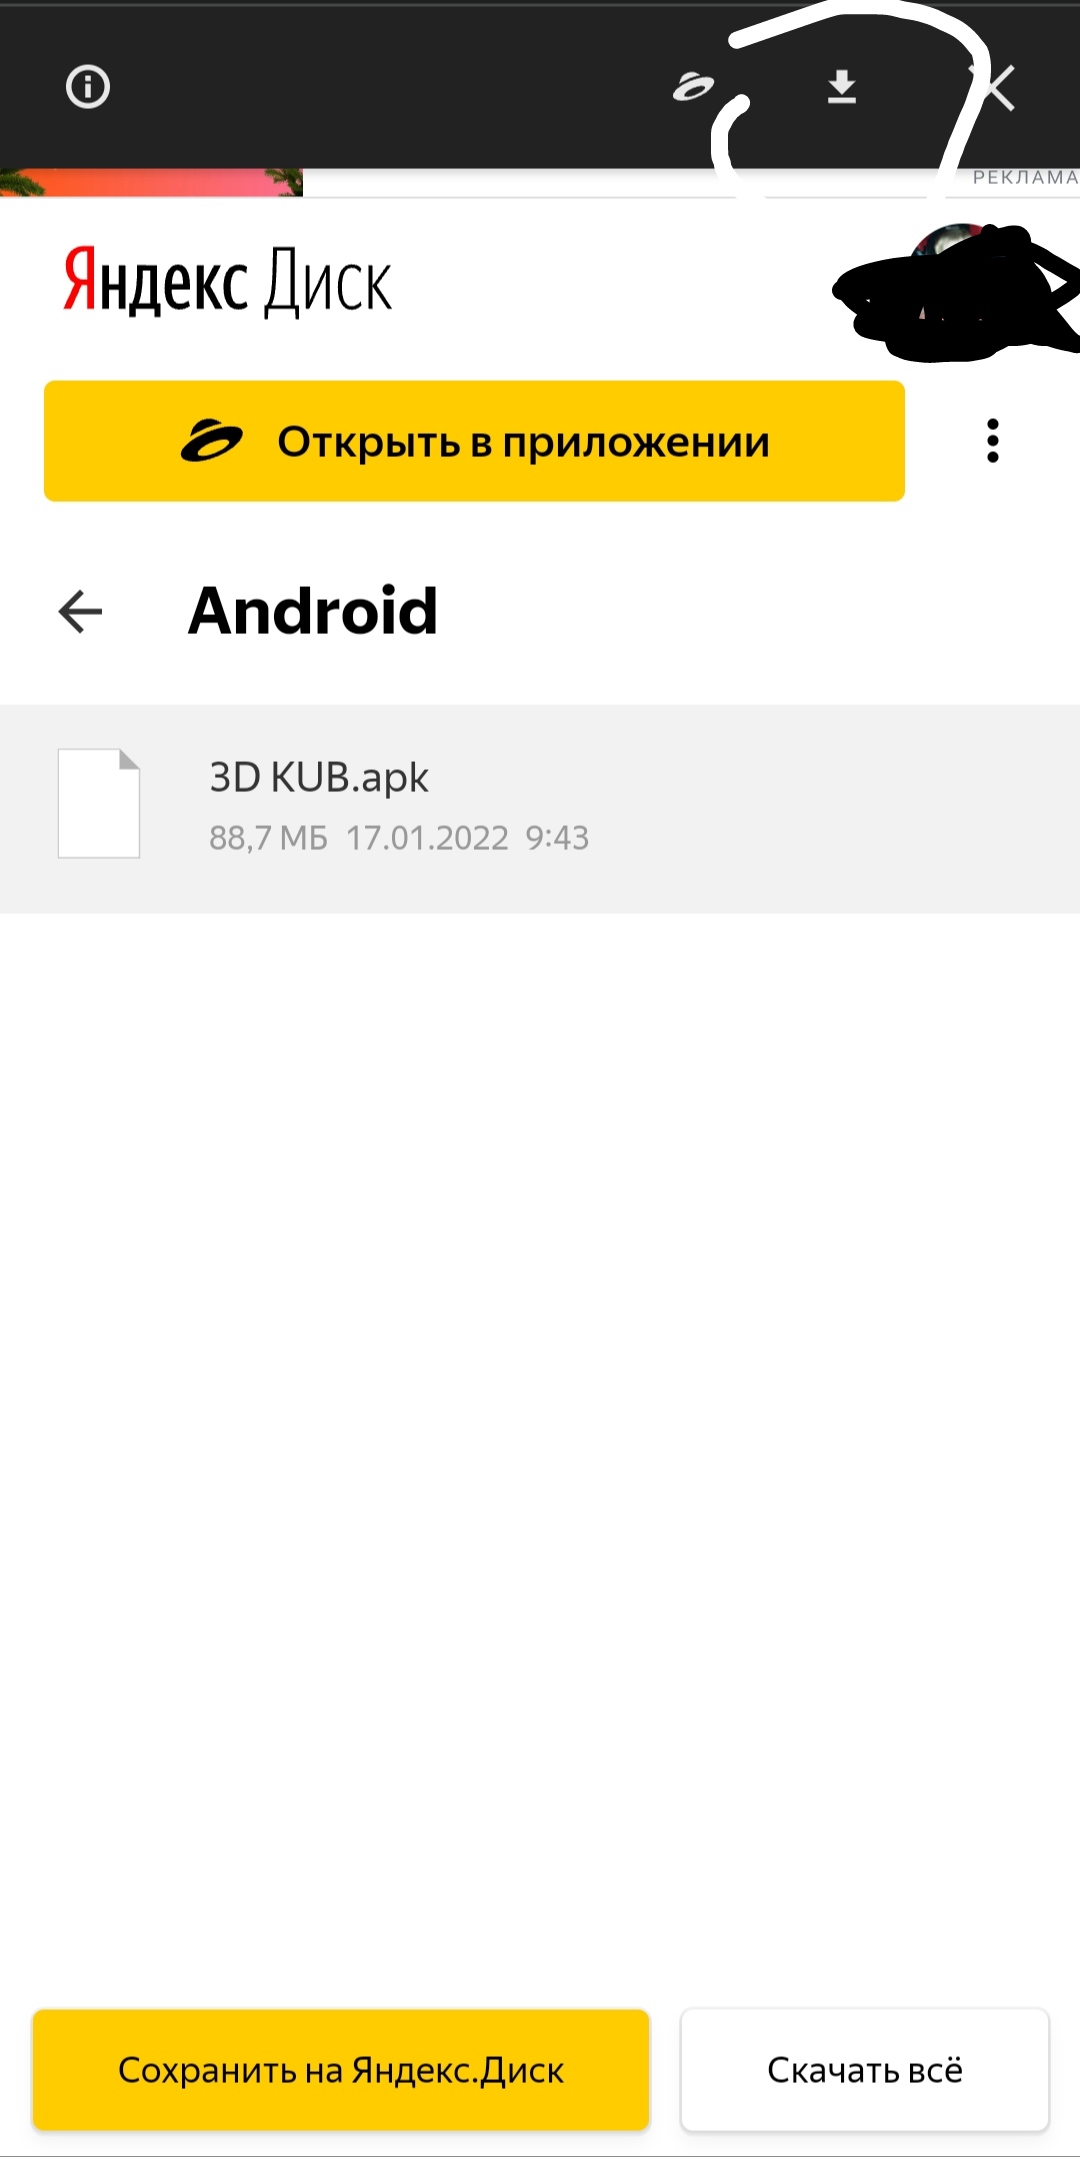 РЕКЛАМА
Яндекс Диск
Открыть в приложении
Android
3D KUB.apk
88,7 МБ 17.01.2022 9:43
Сохранить на Яндекс.Диск
Скачать всё